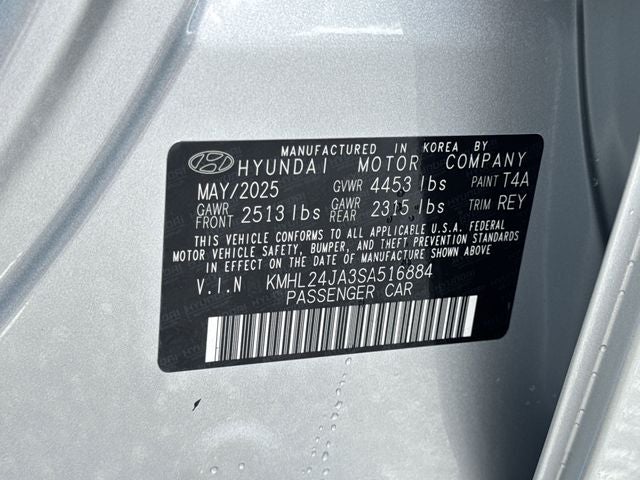 MANUFACTURED IN KOREA BY
HYUNDAI MOTOR COMPANY
MAY/2025 GVWR 4453 lbs PAINT T4A
GAWR FRONT 2513 lbs GAWR REAR 2315 lbs TRIM REY
THIS VEHICLE CONFORMS TO ALL APPLICABLE U.S.A. FEDERAL
MOTOR VEHICLE SAFETY, BUMPER, AND THEFT PREVENTION STANDARDS
IN EFFECT ON THE DATE OF MANUFACTURE SHOWN ABOVE
V.I.N KMHL24JA3SA516884
PASSENGER CAR